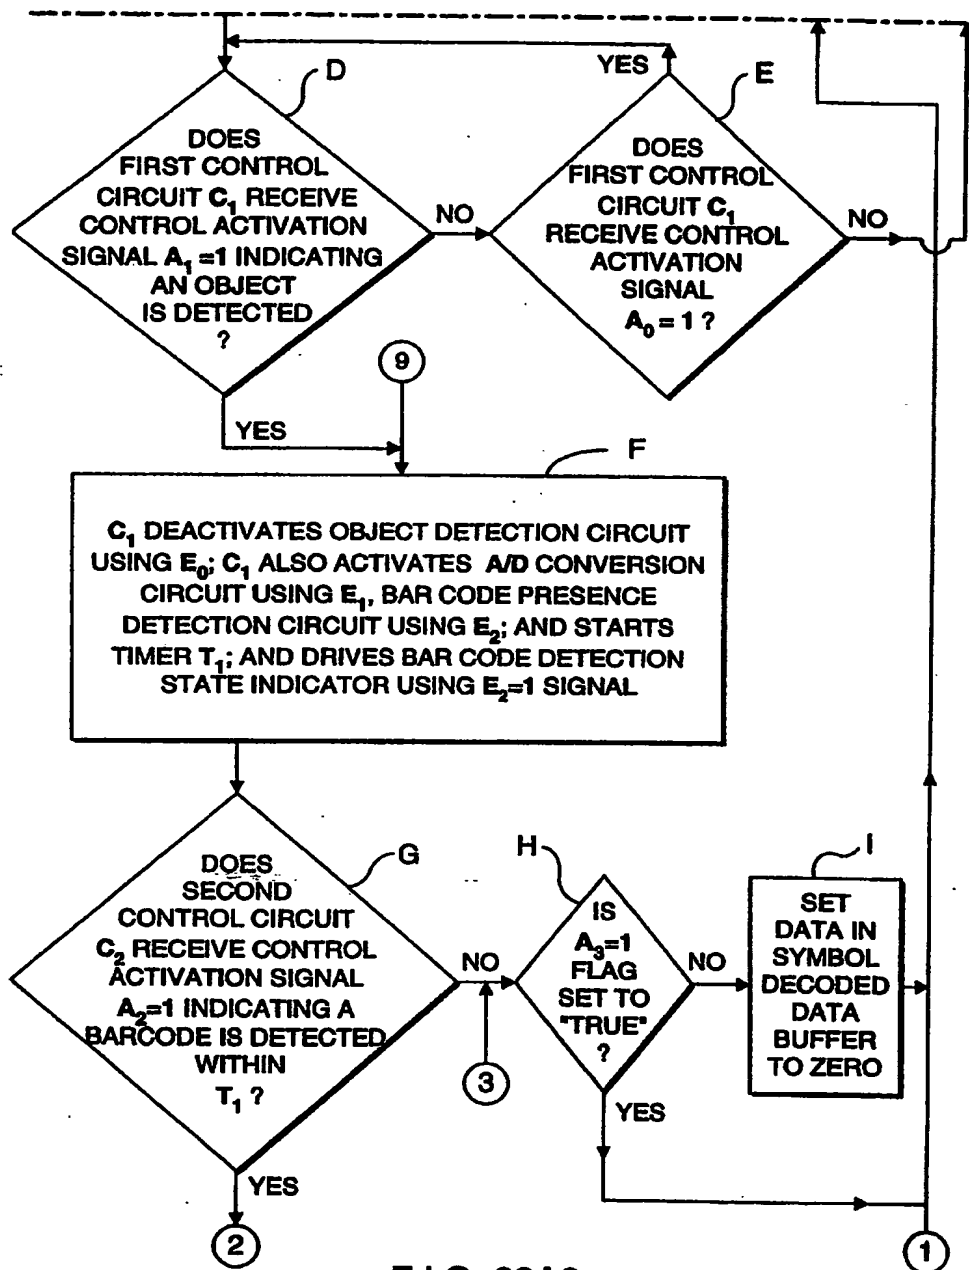 D
DOES
FIRST CONTROL
CIRCUIT C₁ RECEIVE
CONTROL ACTIVATION
SIGNAL A₁ =1 INDICATING
AN OBJECT
IS DETECTED
?
NO
YES
YES
E
DOES
FIRST CONTROL
CIRCUIT C₁
RECEIVE CONTROL
ACTIVATION
SIGNAL
A₀ = 1 ?
NO
9
F
C₁ DEACTIVATES OBJECT DETECTION CIRCUIT
USING E₀; C₁ ALSO ACTIVATES A/D CONVERSION
CIRCUIT USING E₁, BAR CODE PRESENCE
DETECTION CIRCUIT USING E₂; AND STARTS
TIMER T₁; AND DRIVES BAR CODE DETECTION
STATE INDICATOR USING E₂=1 SIGNAL
G
DOES
SECOND
CONTROL CIRCUIT
C₂ RECEIVE CONTROL
ACTIVATION SIGNAL
A₂=1 INDICATING A
BARCODE IS DETECTED
WITHIN
T₁ ?
NO
3
YES
2
H
IS
A₃=1
FLAG
SET TO
"TRUE"
?
NO
YES
I
SET
DATA IN
SYMBOL
DECODED
DATA
BUFFER
TO ZERO
1